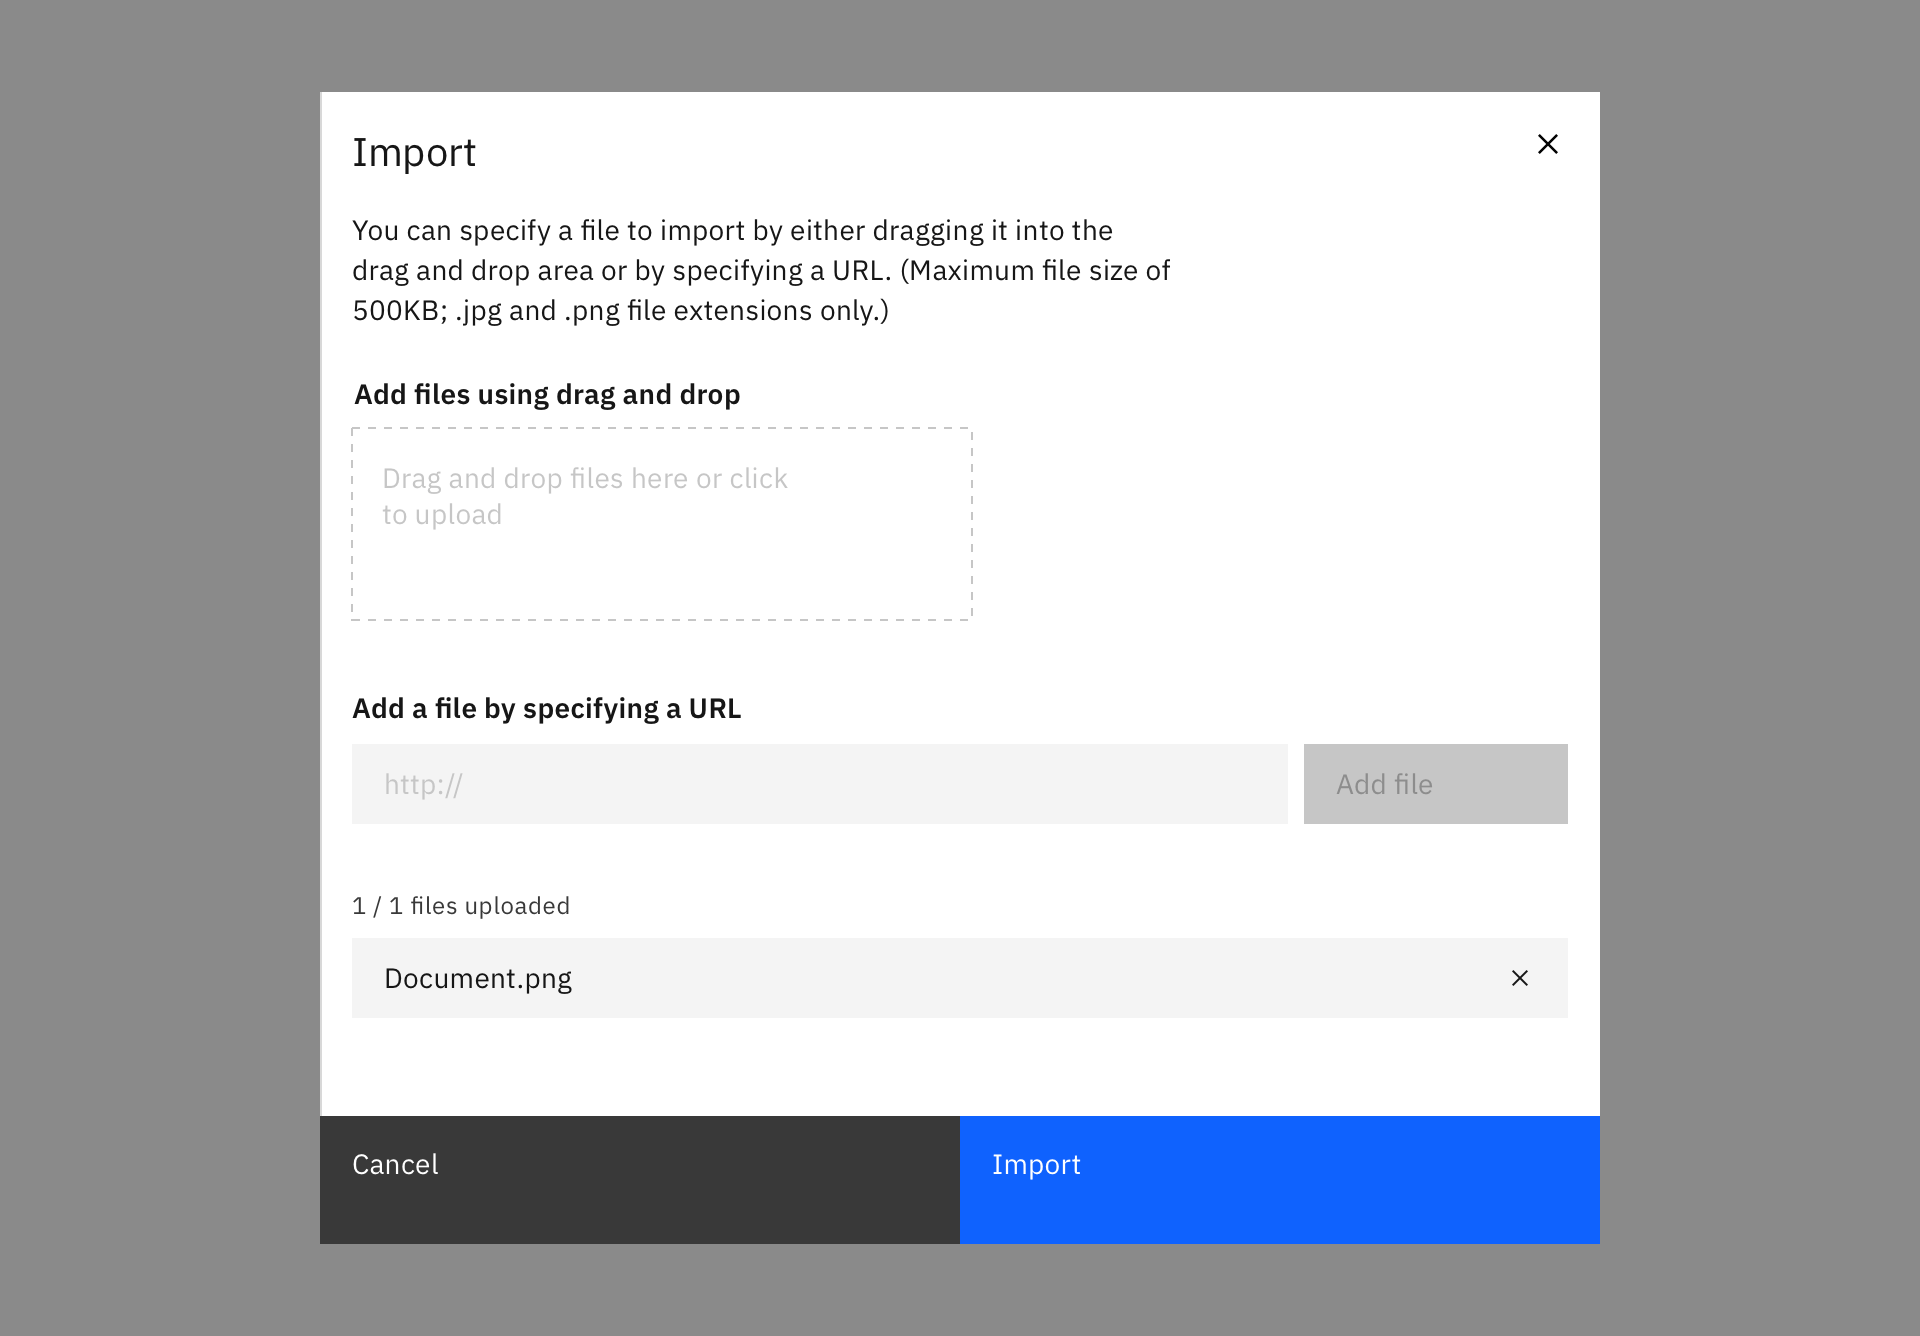 Import
You can specify a file to import by either dragging it into the
drag and drop area or by specifying a URL. (Maximum file size of
500KB; .jpg and .png file extensions only.)
Add files using drag and drop
Drag and drop files here or click
to upload
Add a file by specifying a URL
http://
Add file
1 / 1 files uploaded
Document.png
Cancel
Import